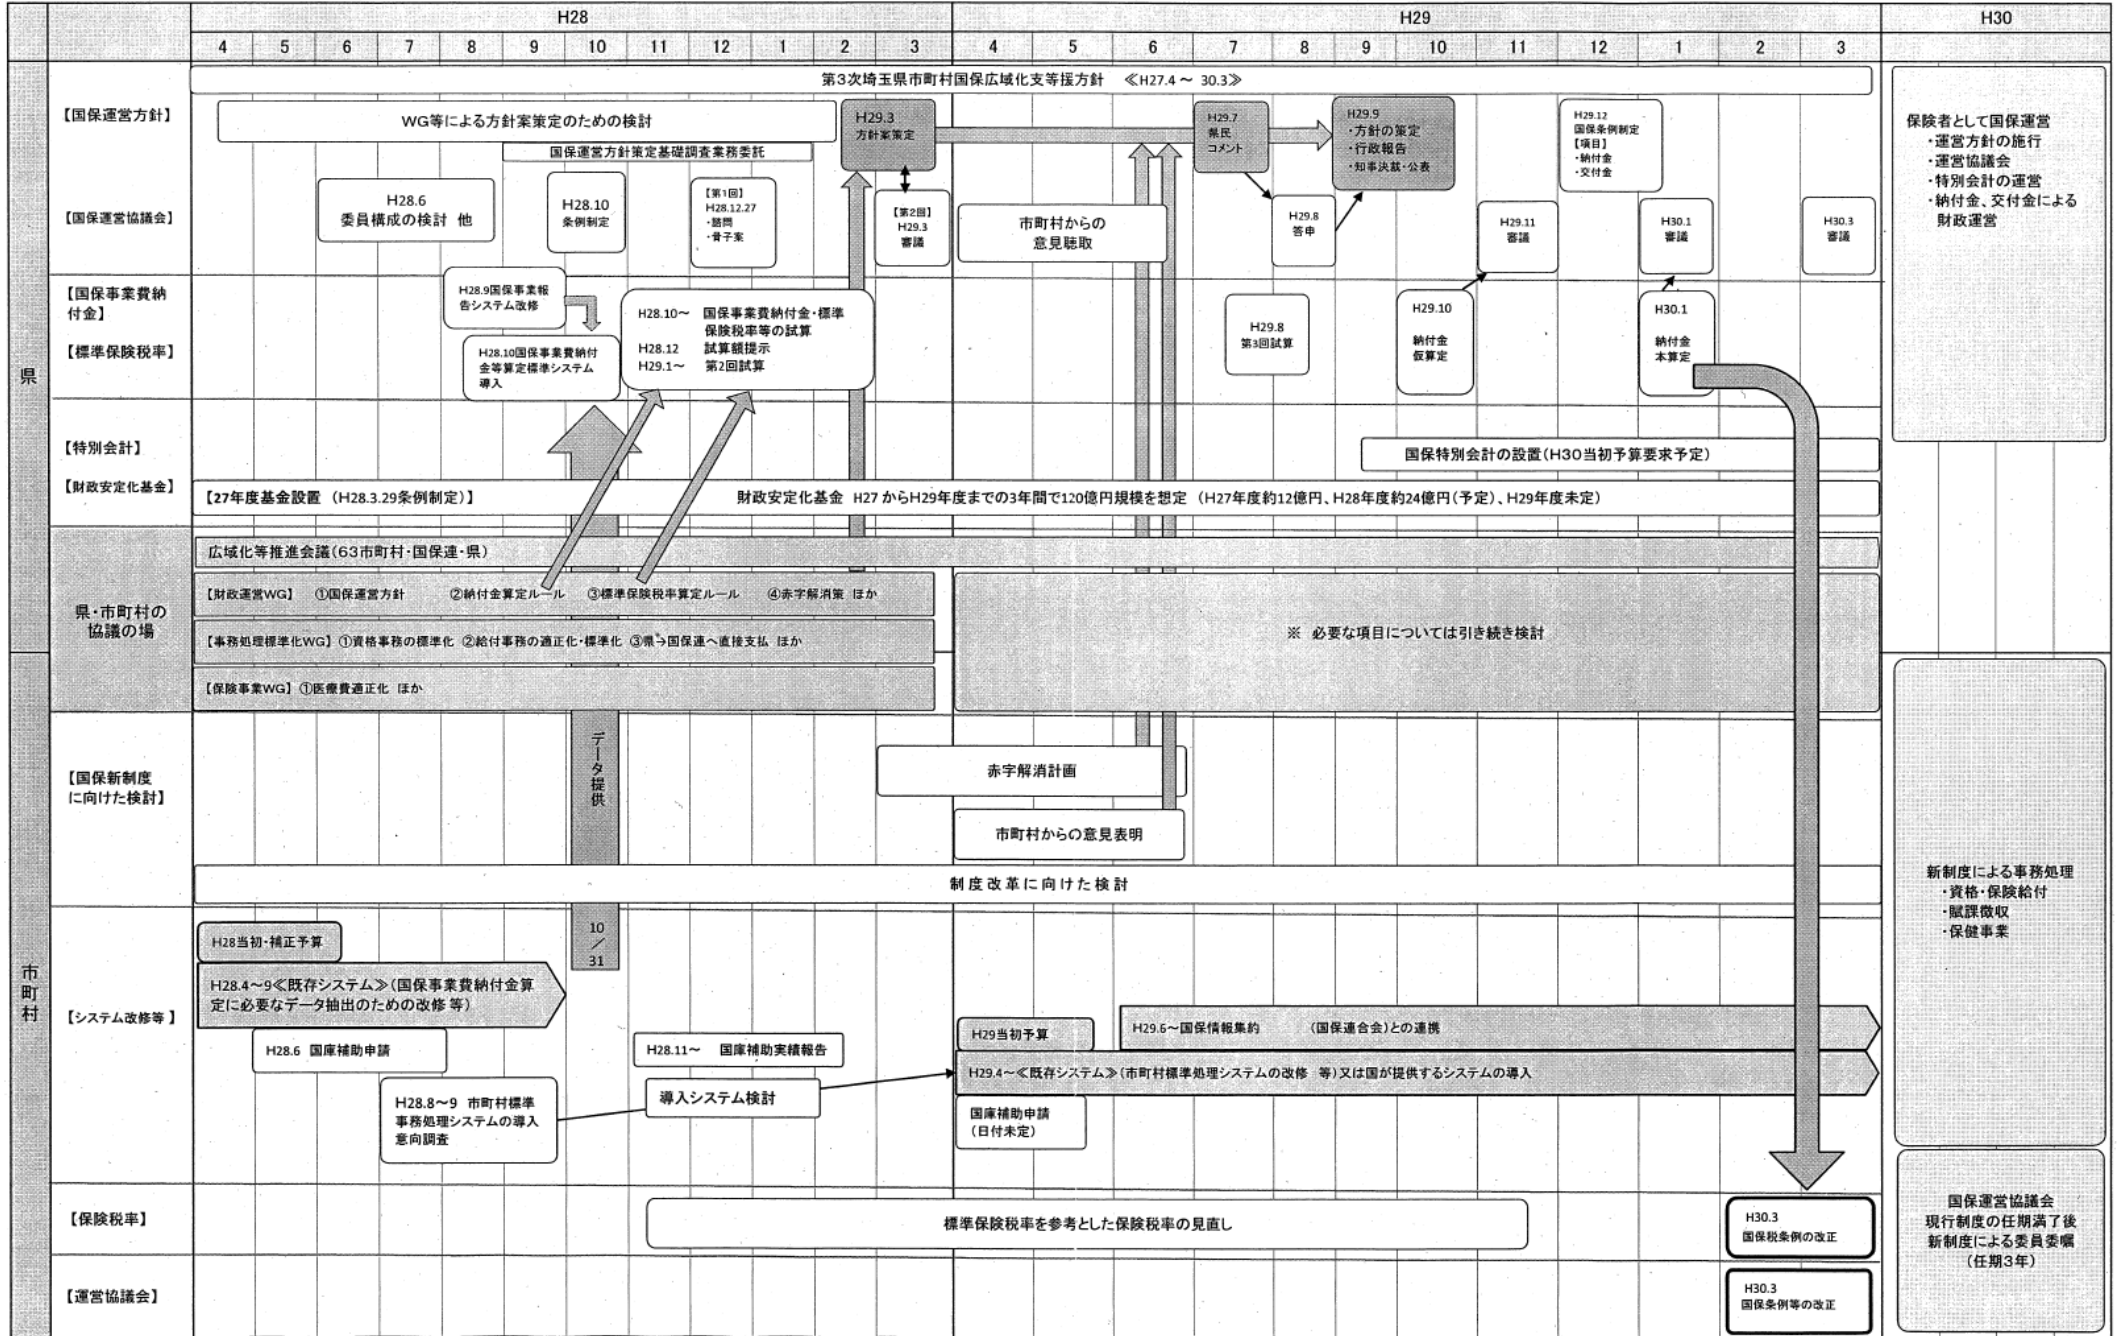 H28
H29
H30
4 5 6 7 8 9 10 11 12 1 2 3 4 5 6 7 8 9 10 11 12 1 2 3
県
第3次埼玉県市町村国保広域化支等援方針 ≪H27.4 ～ 30.3≫
【国保運営方針】
WG等による方針案策定のための検討
国保運営方針策定基礎調査業務委託
H29.3
方針案策定
H29.7
県民
コメント
H29.9
・方針の策定
・行政報告
・知事決裁・公表
H29.12
国保条例制定
【項目】
・納付金
・交付金
保険者として国保運営
・運営方針の施行
・運営協議会
・特別会計の運営
・納付金、交付金による
財政運営
【国保運営協議会】
H28.6
委員構成の検討 他
H28.10
条例制定
【第1回】
H28.12.27
・諮問
・骨子案
【第2回】
H29.3
審議
市町村からの
意見聴取
H29.8
答申
H29.11
審議
H30.1
審議
H30.3
審議
【国保事業費納
付金】
【標準保険税率】
H28.9国保事業報
告システム改修
H28.10国保事業費納付
金等算定標準システム
導入
H28.10～ 国保事業費納付金・標準
保険税率等の試算
H28.12 試算額提示
H29.1～ 第2回試算
H29.8
第3回試算
H29.10
納付金
仮算定
H30.1
納付金
本算定
【特別会計】
国保特別会計の設置(H30当初予算要求予定)
【財政安定化基金】
【27年度基金設置 (H28.3.29条例制定)】 財政安定化基金 H27 からH29年度までの3年間で120億円規模を想定 (H27年度約12億円、H28年度約24億円(予定)、H29年度未定)
県・市町村の
協議の場
広域化等推進会議(63市町村・国保連・県)
【財政運営WG】 ①国保運営方針 ②納付金算定ルール ③標準保険税率算定ルール ④赤字解消策 ほか
【事務処理標準化WG】 ①資格事務の標準化 ②給付事務の適正化・標準化 ③県→国保連へ直接支払 ほか
【保険事業WG】 ①医療費適正化 ほか
※ 必要な項目については引き続き検討
市町村
【国保新制度
に向けた検討】
データ提供
10
/
31
赤字解消計画
市町村からの意見表明
制度改革に向けた検討
新制度による事務処理
・資格・保険給付
・賦課徴収
・保健事業
【システム改修等 】
H28当初・補正予算
H28.4～9≪既存システム≫(国保事業費納付金算
定に必要なデータ抽出のための改修 等)
H28.6 国庫補助申請
H28.8～9 市町村標準
事務処理システムの導入
意向調査
H28.11～ 国庫補助実績報告
導入システム検討
H29当初予算
H29.6～国保情報集約 (国保連合会)との連携
H29.4～≪既存システム≫(市町村標準処理システムの改修 等)又は国が提供するシステムの導入
国庫補助申請
(日付未定)
【保険税率】
標準保険税率を参考とした保険税率の見直し
H30.3
国保税条例の改正
国保運営協議会
現行制度の任期満了後
新制度による委員委嘱
(任期3年)
【運営協議会】
H30.3
国保条例等の改正